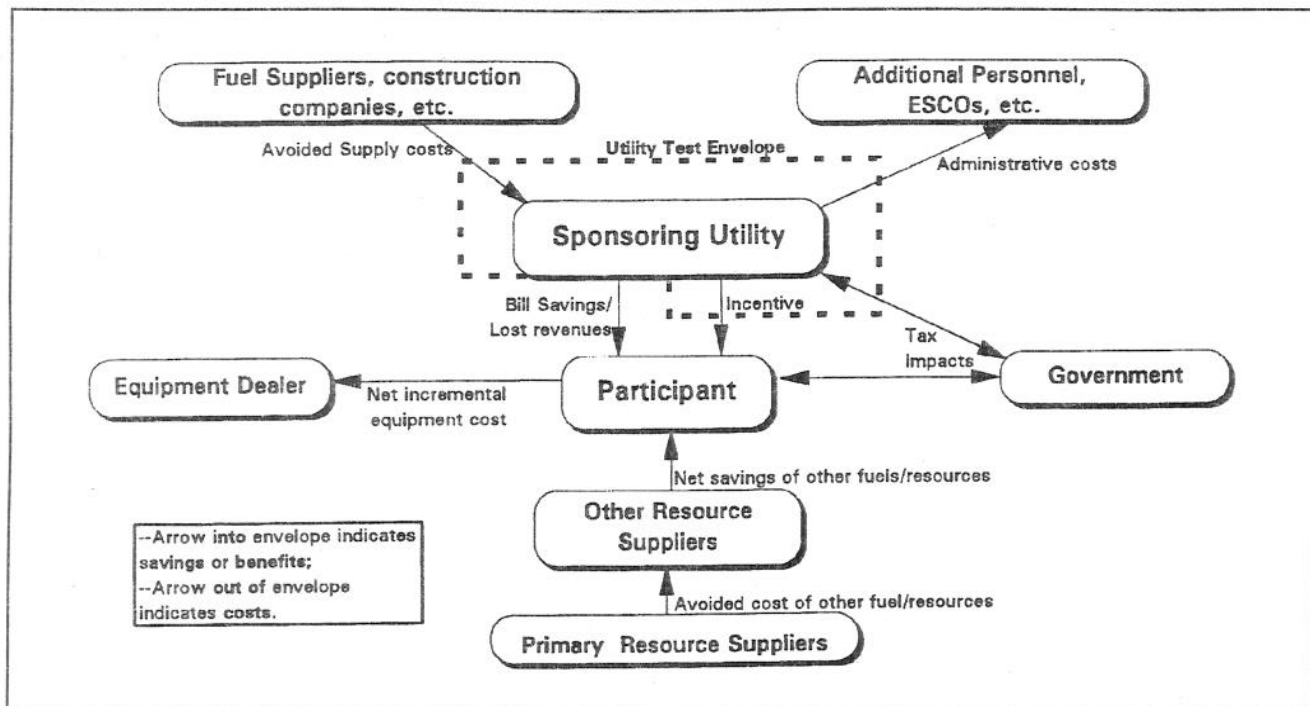 Fuel Suppliers, construction
companies, etc.
Additional Personnel,
ESCOs, etc.
Avoided Supply costs
Utility Test Envelope
Administrative costs
Sponsoring Utility
Bill Savings/
Lost revenues
Incentive
Tax
impacts
Equipment Dealer
Net incremental
equipment cost
Participant
Government
Net savings of other fuels/resources
Other Resource
Suppliers
--Arrow into envelope indicates
savings or benefits;
--Arrow out of envelope
indicates costs.
Avoided cost of other fuel/resources
Primary Resource Suppliers